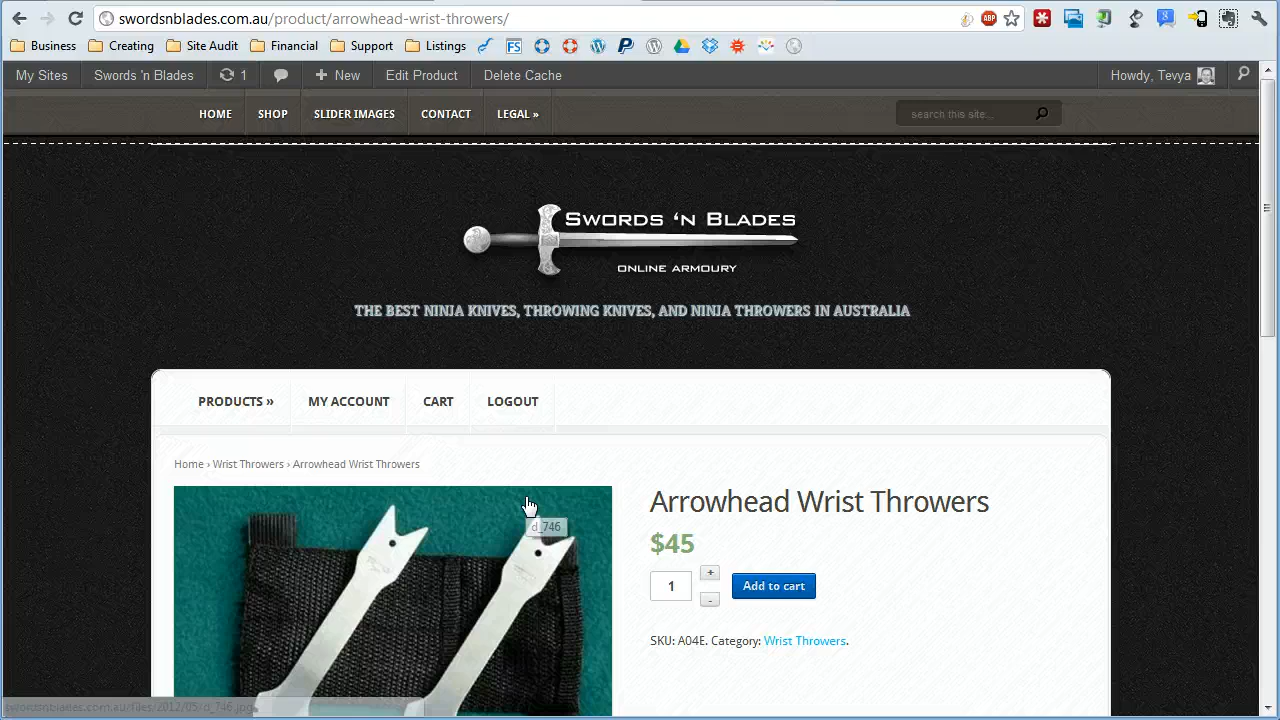 swordsnblades.com.au/product/arrowhead-wrist-throwers/
Business Creating Site Audit Financial Support Listings
My Sites Swords 'n Blades 1 New Edit Product Delete Cache Howdy, Tevya
HOME SHOP SLIDER IMAGES CONTACT LEGAL » search this site...
SWORDS 'N BLADES
ONLINE ARMOURY
THE BEST NINJA KNIVES, THROWING KNIVES, AND NINJA THROWERS IN AUSTRALIA
PRODUCTS » MY ACCOUNT CART LOGOUT
Home › Wrist Throwers › Arrowhead Wrist Throwers
Arrowhead Wrist Throwers
d_746
$45
1 + - Add to cart
SKU: A04E. Category: Wrist Throwers.
swordsnblades.com.au/files/2012/05/d_746.jpg